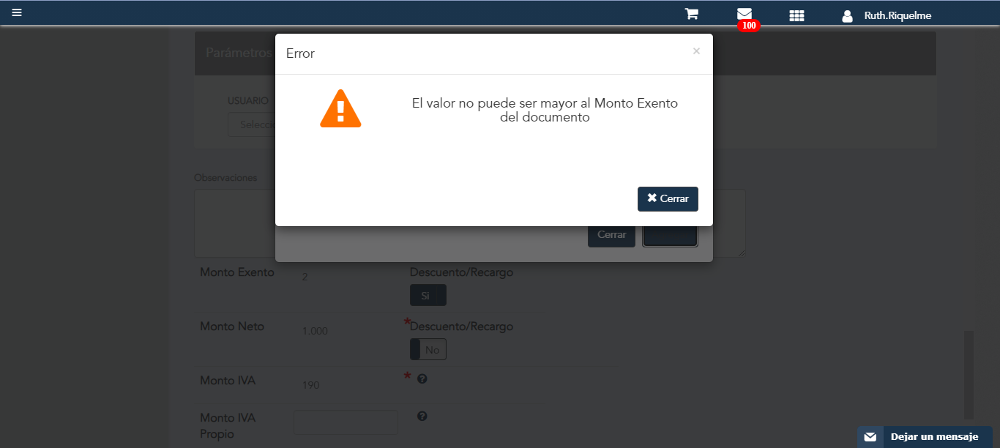 Ruth.Riquelme
100
Error
×
El valor no puede ser mayor al Monto Exento
del documento
Cerrar
Parámetros
USUARIO
Observaciones
Cerrar
Monto Exento 2 Descuento/Recargo
Si
Monto Neto 1.000 *Descuento/Recargo
No
Monto IVA 190 * ?
Monto IVA
Propio ?
Dejar un mensaje